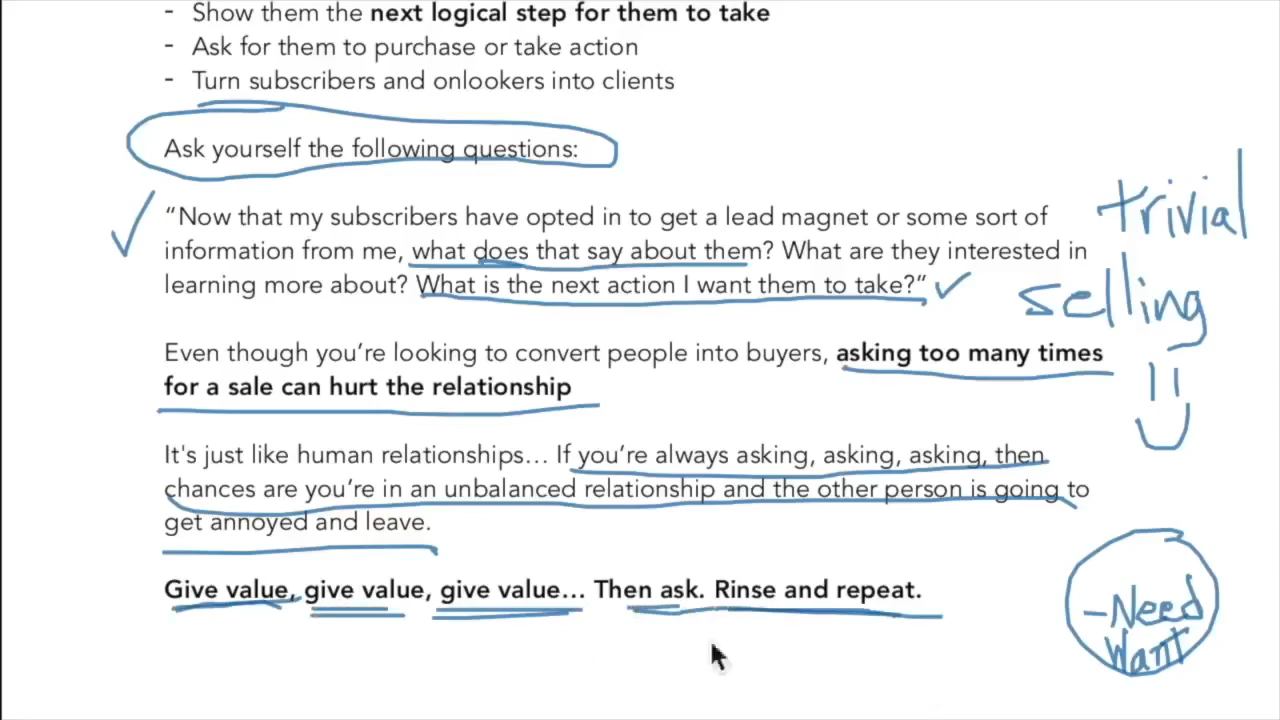 - Show them the next logical step for them to take
- Ask for them to purchase or take action
- Turn subscribers and onlookers into clients
Ask yourself the following questions:
“Now that my subscribers have opted in to get a lead magnet or some sort of
information from me, what does that say about them? What are they interested in
learning more about? What is the next action I want them to take?”
trivial
selling
Even though you’re looking to convert people into buyers, asking too many times
for a sale can hurt the relationship
It's just like human relationships… If you’re always asking, asking, asking, then
chances are you’re in an unbalanced relationship and the other person is going to
get annoyed and leave.
Give value, give value, give value… Then ask. Rinse and repeat.
- Need
Want